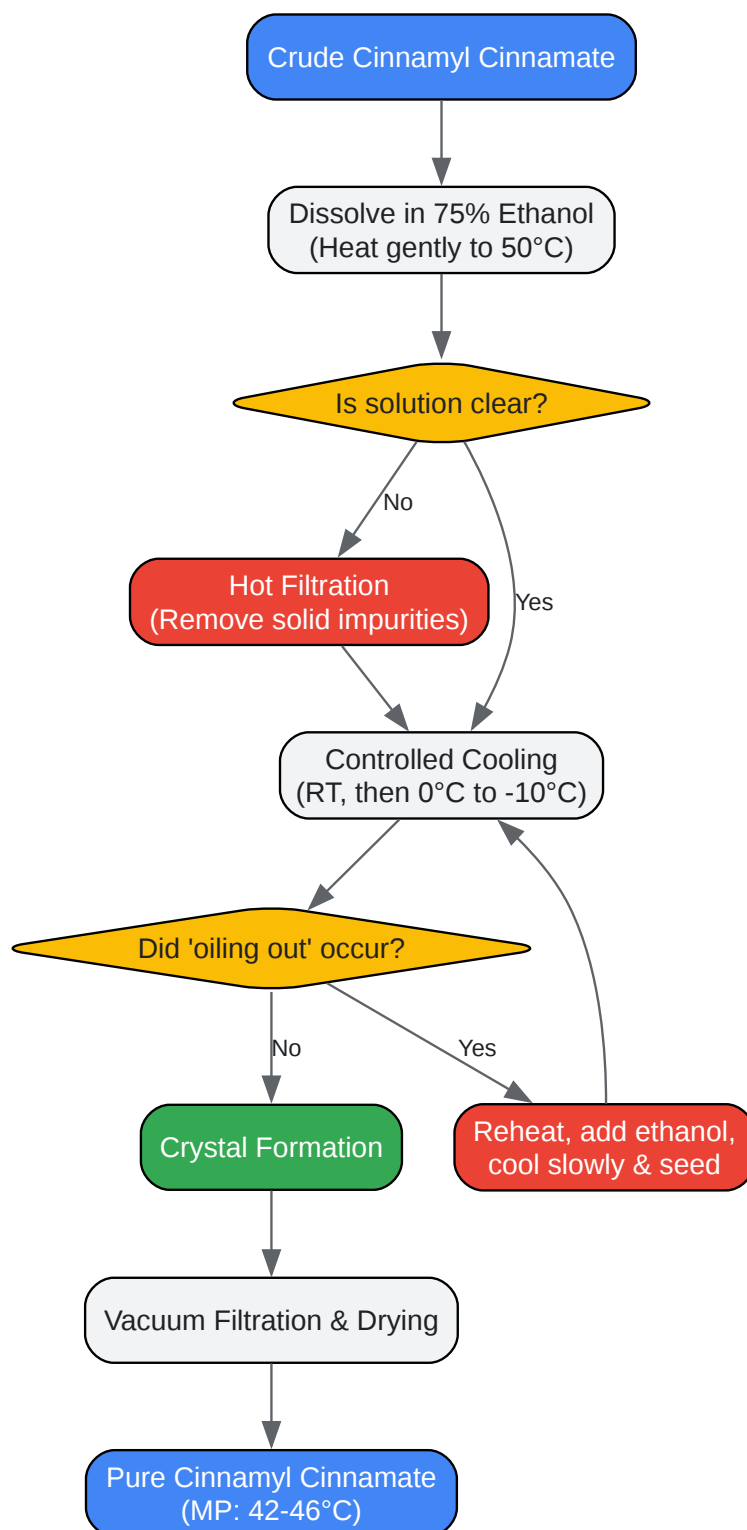 Crude Cinnamyl Cinnamate
Dissolve in 75% Ethanol
(Heat gently to 50°C)
Is solution clear?
No
Hot Filtration
(Remove solid impurities)
Yes
Controlled Cooling
(RT, then 0°C to -10°C)
Did 'oiling out' occur?
No
Yes
Crystal Formation
Reheat, add ethanol,
cool slowly & seed
Vacuum Filtration & Drying
Pure Cinnamyl Cinnamate
(MP: 42-46°C)